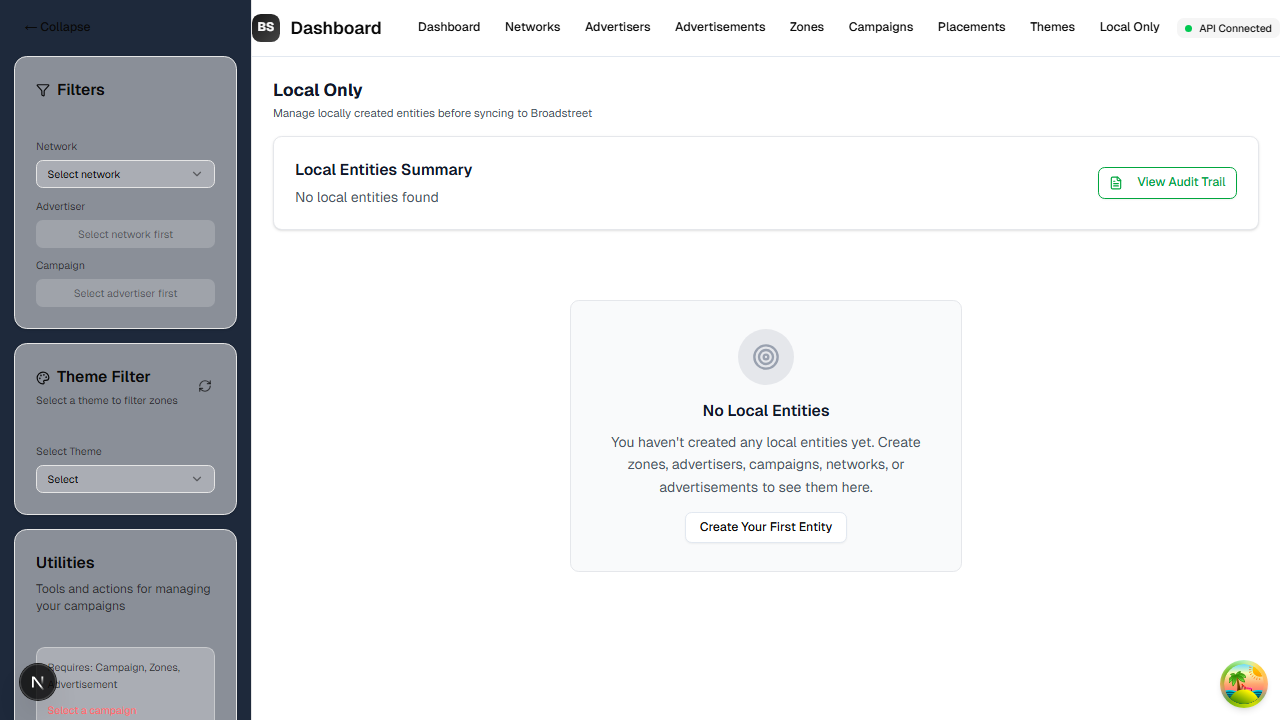 ← Collapse
Filters
Network
Select network
Advertiser
Select network first
Campaign
Select advertiser first
Theme Filter
Select a theme to filter zones
Select Theme
Select
Utilities
Tools and actions for managing
your campaigns
Requires: Campaign, Zones,
Advertisement
Select a campaign
N
BS Dashboard
Dashboard Networks Advertisers Advertisements Zones Campaigns Placements Themes Local Only
API Connected
Local Only
Manage locally created entities before syncing to Broadstreet
Local Entities Summary
No local entities found
View Audit Trail
No Local Entities
You haven't created any local entities yet. Create
zones, advertisers, campaigns, networks, or
advertisements to see them here.
Create Your First Entity